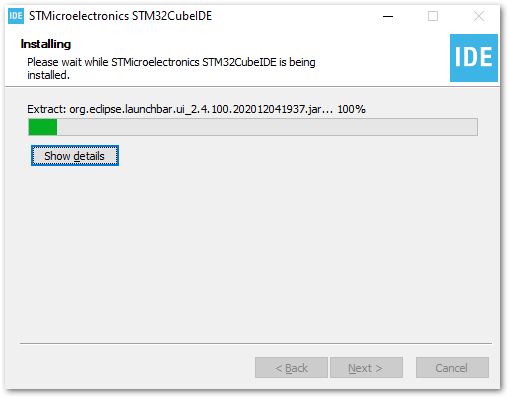 IDE STMicroelectronics STM32CubeIDE
Installing
Please wait while STMicroelectronics STM32CubeIDE is being
installed.
IDE
Extract: org.eclipse.launchbar.ui_2.4.100.202012041937.jar... 100%
Show details
< Back
Next >
Cancel